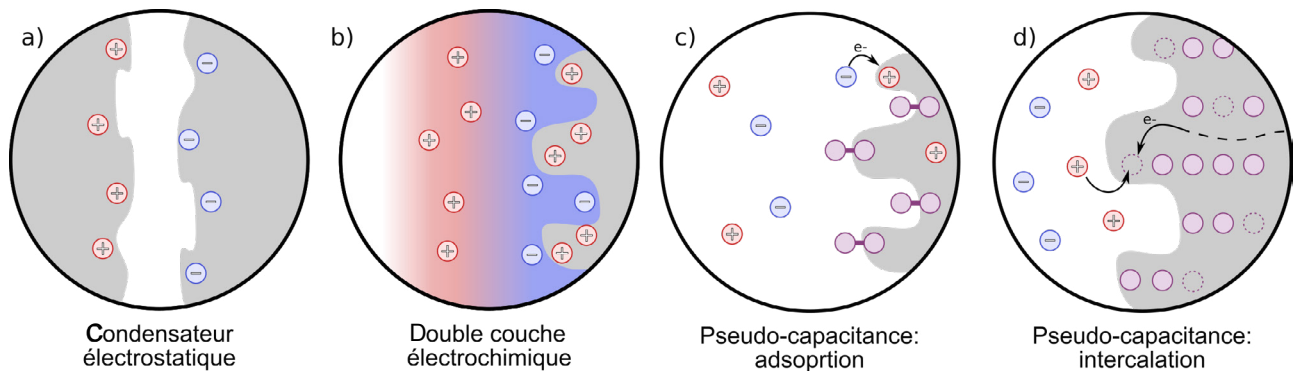 a)
b)
c)
d)
e-
e-
Condensateur
électrostatique
Double couche
électrochimique
Pseudo-capacitance:
adsoprtion
Pseudo-capacitance:
intercalation